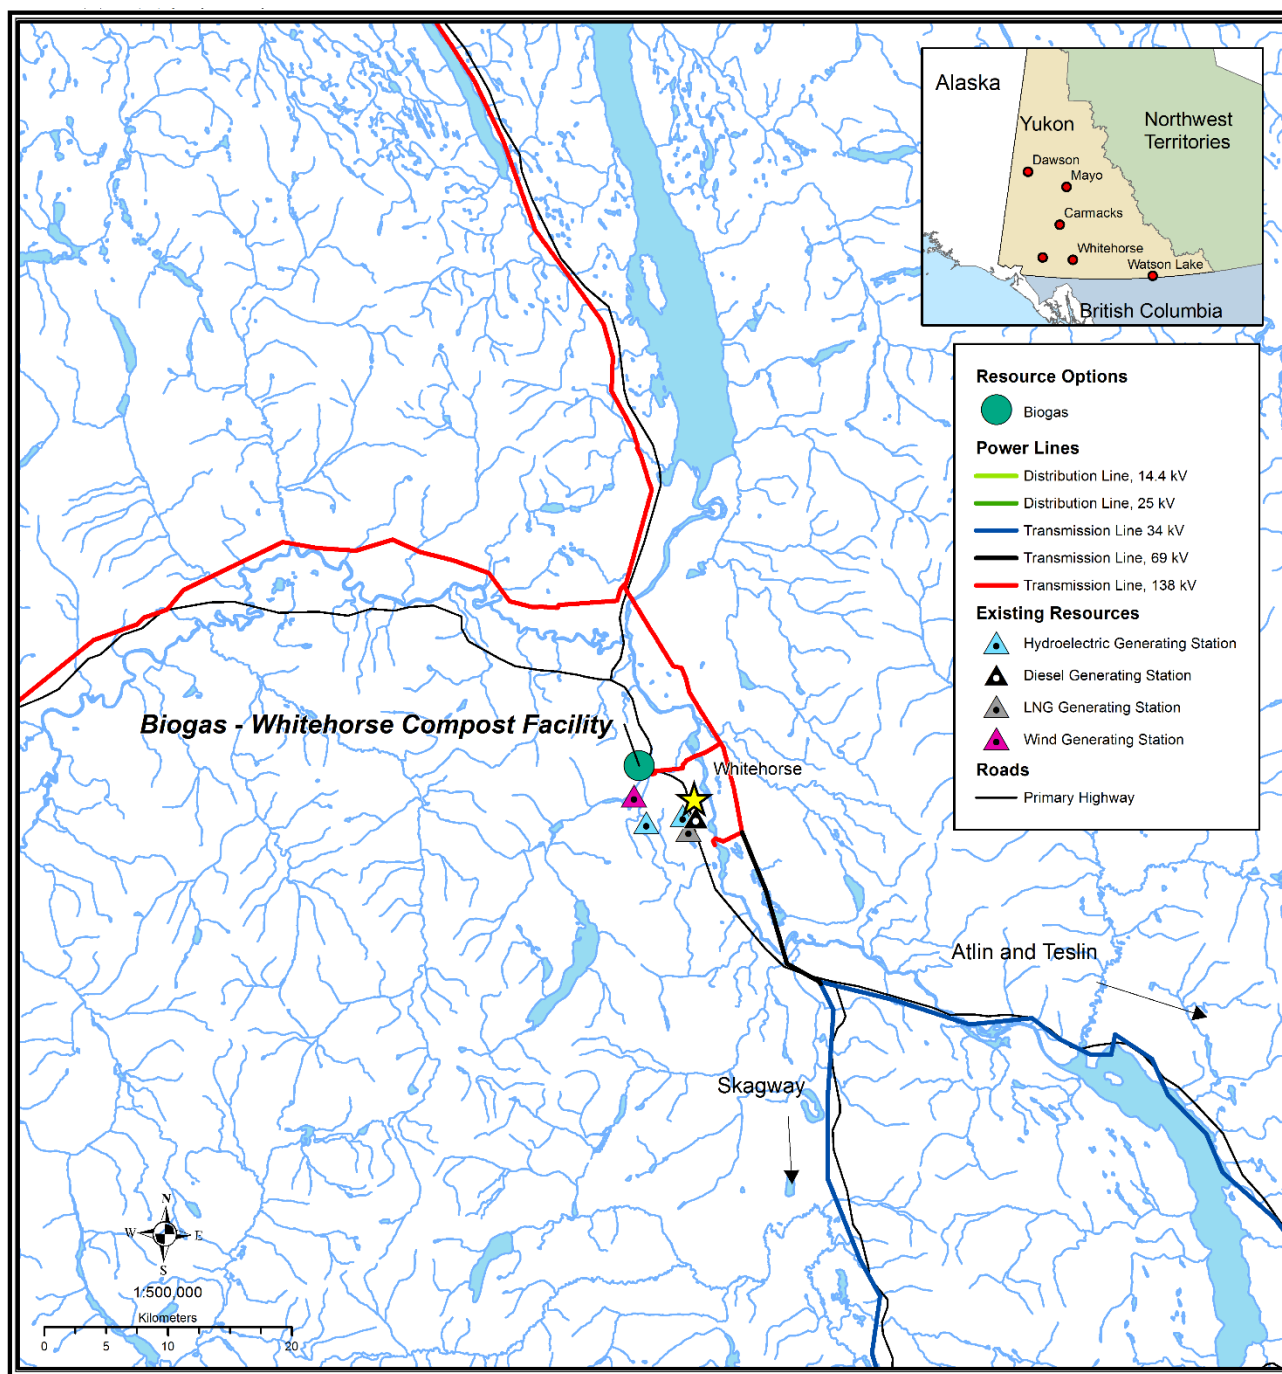 Alaska
Yukon
Northwest
Territories
Dawson
Mayo
Carmacks
Whitehorse
Watson Lake
British Columbia
Resource Options
Biogas
Power Lines
Distribution Line, 14.4 kV
Distribution Line, 25 kV
Transmission Line 34 kV
Transmission Line, 69 kV
Transmission Line, 138 kV
Existing Resources
Hydroelectric Generating Station
Diesel Generating Station
LNG Generating Station
Wind Generating Station
Roads
Primary Highway
Biogas - Whitehorse Compost Facility
Whitehorse
Atlin and Teslin
Skagway
N
W E
S
1:500,000
Kilometers
0 5 10 20